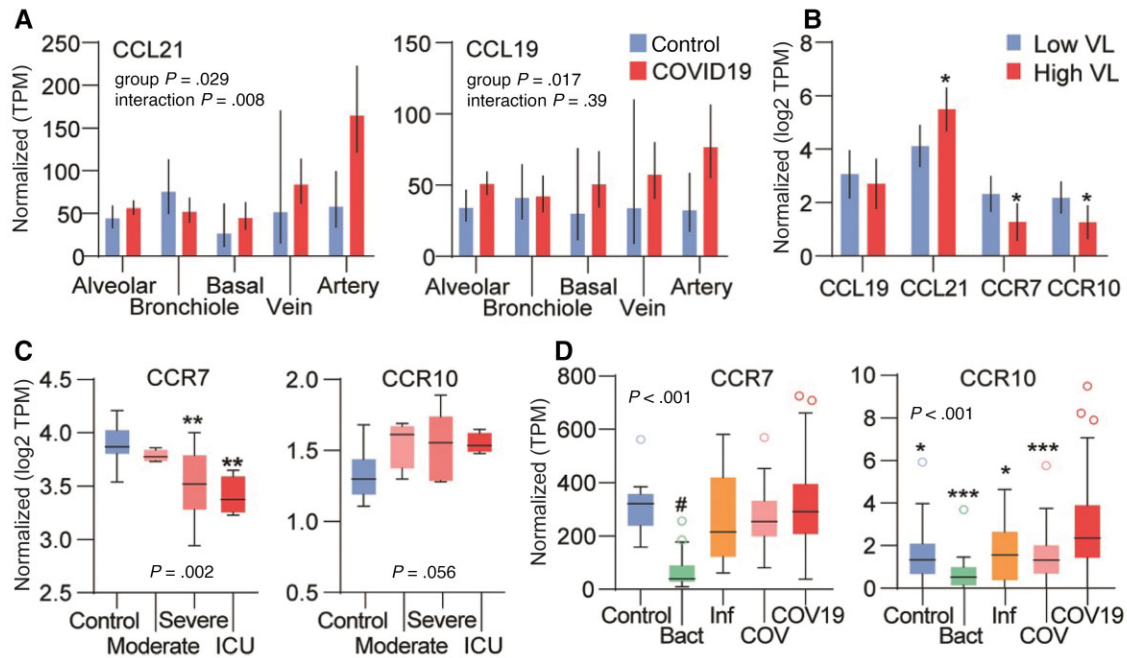 A
CCL21
group P = .029
interaction P = .008
Normalized (TPM)
250
200
150
100
50
0
Alveolar
Bronchiole
Basal
Vein
Artery
CCL19
Control
COVID19
group P = .017
interaction P = .39
150
100
50
0
Alveolar
Bronchiole
Basal
Vein
Artery
B
Low VL
High VL
Normalized (log2 TPM)
8
6
4
2
0
*
*
*
CCL19
CCL21
CCR7
CCR10
C
CCR7
Normalized (log2 TPM)
4.5
4.0
3.5
3.0
2.5
**
**
P = .002
Control
Moderate
Severe
ICU
CCR10
2.0
1.5
1.0
0.5
P = .056
Control
Moderate
Severe
ICU
D
CCR7
P < .001
Normalized (TPM)
800
600
400
200
0
#
Control
Bact
Inf
COV
COV19
CCR10
P < .001
10
8
6
4
2
0
*
***
*
***
Control
Bact
Inf
COV
COV19